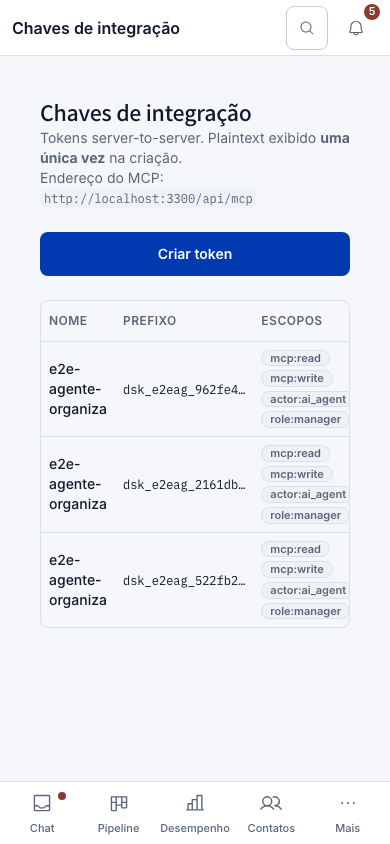 Chaves de integração
5
Chaves de integração
Tokens server-to-server. Plaintext exibido uma
única vez na criação.
Endereço do MCP:
http://localhost:3300/api/mcp
Criar token
NOME PREFIXO ESCOPOS
e2e-
agente-
organiza
dsk_e2eag_962fe4…
mcp:read
mcp:write
actor:ai_agent
role:manager
e2e-
agente-
organiza
dsk_e2eag_2161db…
mcp:read
mcp:write
actor:ai_agent
role:manager
e2e-
agente-
organiza
dsk_e2eag_522fb2…
mcp:read
mcp:write
actor:ai_agent
role:manager
Chat Pipeline Desempenho Contatos Mais